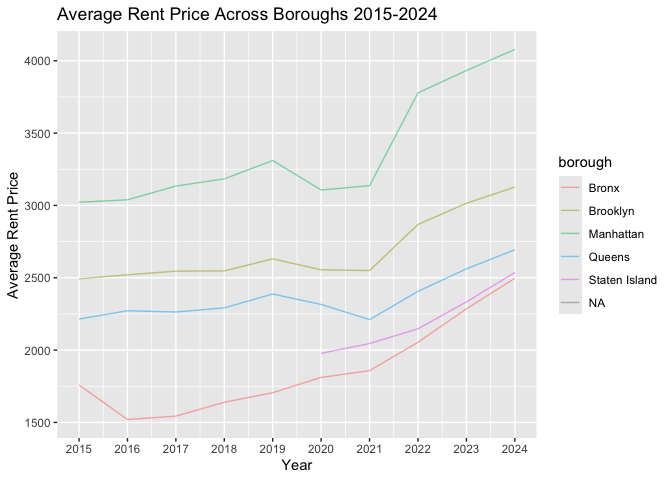 Average Rent Price Across Boroughs 2015-2024
4000
3500
3000
2500
2000
1500
Average Rent Price
2015 2016 2017 2018 2019 2020 2021 2022 2023 2024
Year
borough
Bronx
Brooklyn
Manhattan
Queens
Staten Island
NA